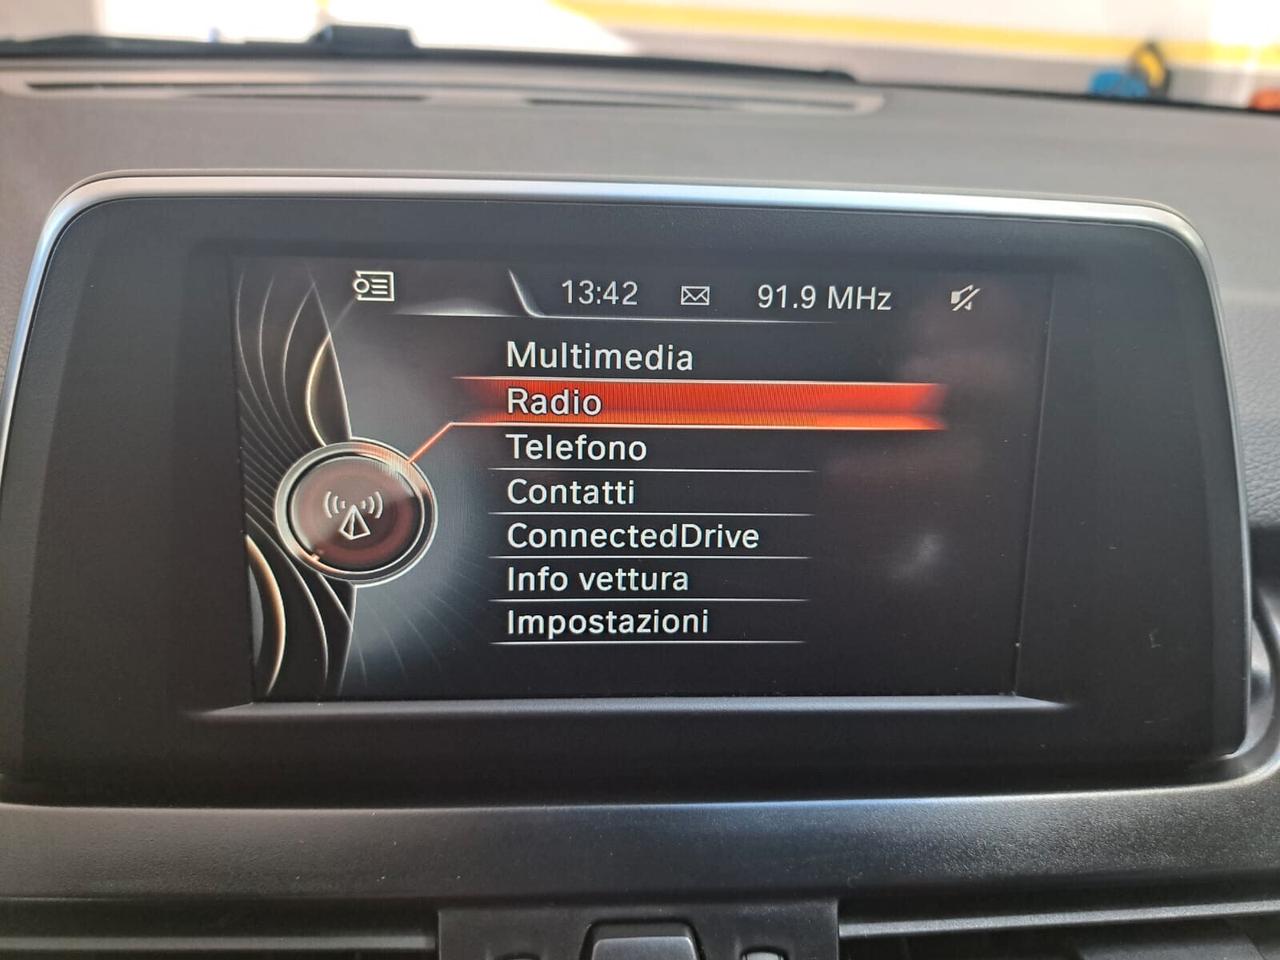 13:42 91.9 MHz
Multimedia
Radio
Telefono
Contatti
ConnectedDrive
Info vettura
Impostazioni